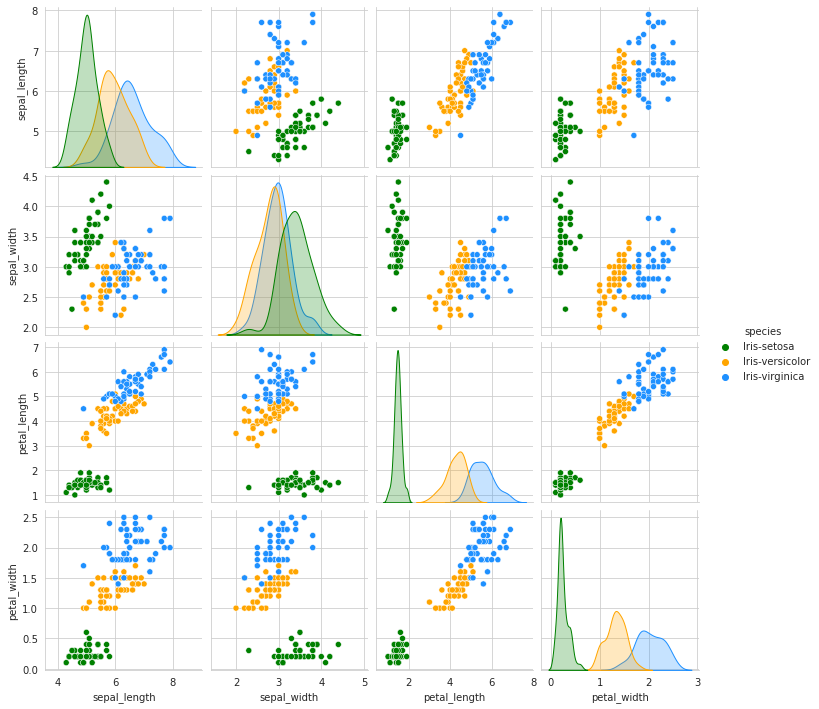 8
7
6
5
sepal_length
4.5
4.0
3.5
3.0
2.5
2.0
sepal_width
species
Iris-setosa
Iris-versicolor
Iris-virginica
7
6
5
4
3
2
1
petal_length
2.5
2.0
1.5
1.0
0.5
0.0
petal_width
4 6 8
2 3 4 5
2 4 6 8
0 1 2 3
sepal_length
sepal_width
petal_length
petal_width